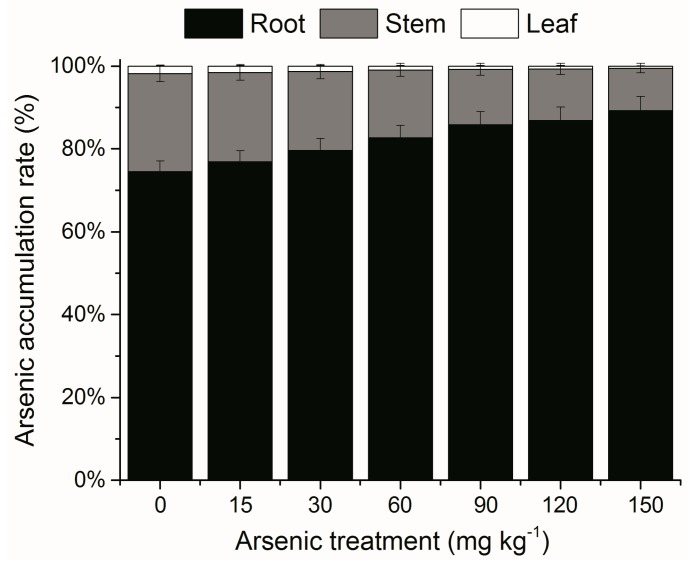 Root Stem Leaf
100%
80%
60%
40%
20%
0%
Arsenic accumulation rate (%)
0 15 30 60 90 120 150
Arsenic treatment (mg kg⁻¹)